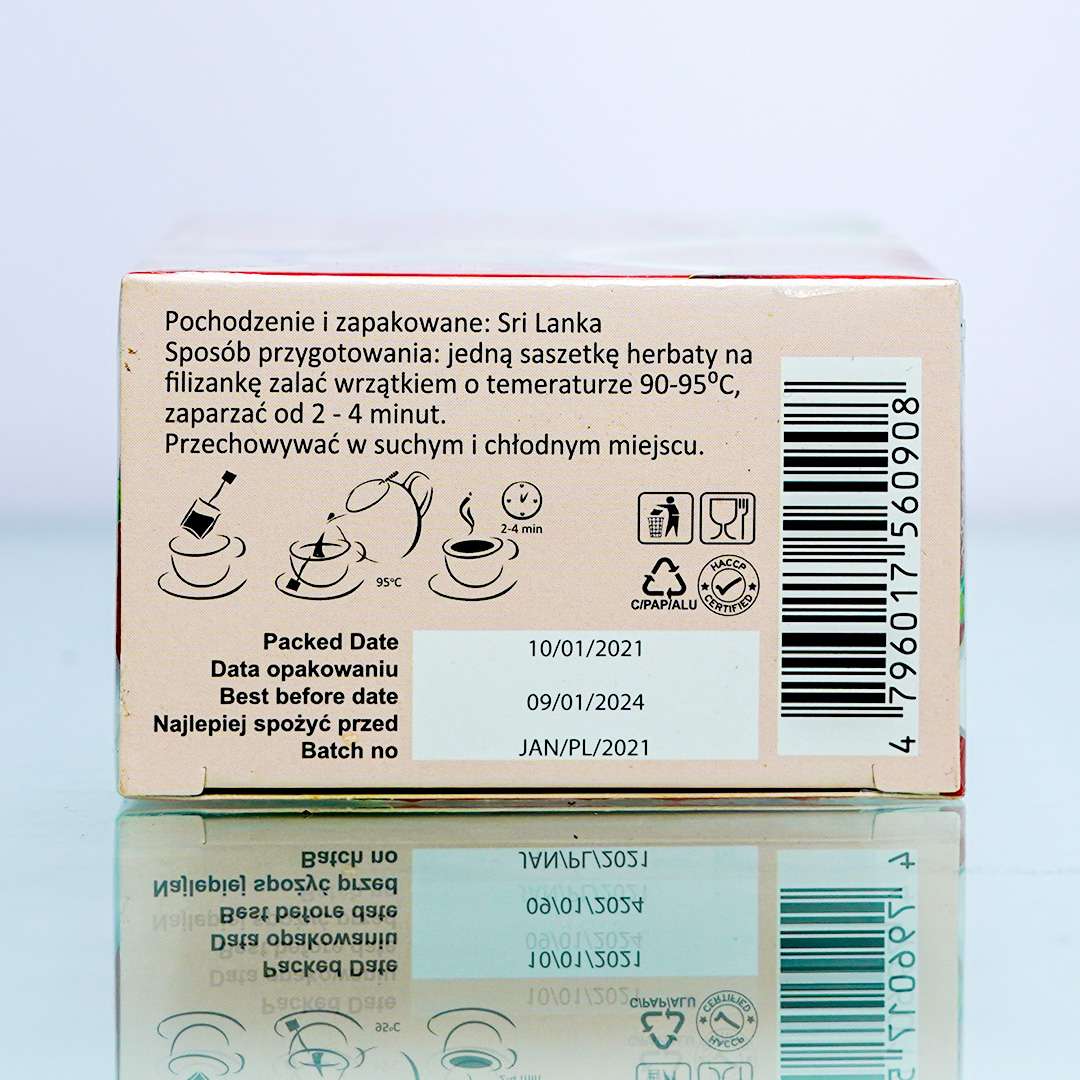 Pochodzenie i zapakowane: Sri Lanka
Sposób przygotowania: jedną saszetkę herbaty na
filizankę zalać wrzątkiem o temeraturze 90-95⁰C,
zaparzać od 2 - 4 minut.
Przechowywać w suchym i chłodnym miejscu.
2-4 min
95°C
HACCP
CERTIFIED
C/PAP/ALU
Packed Date 10/01/2021
Data opakowaniu
Best before date 09/01/2024
Najlepiej spożyć przed
Batch no JAN/PL/2021
4 796017 560908